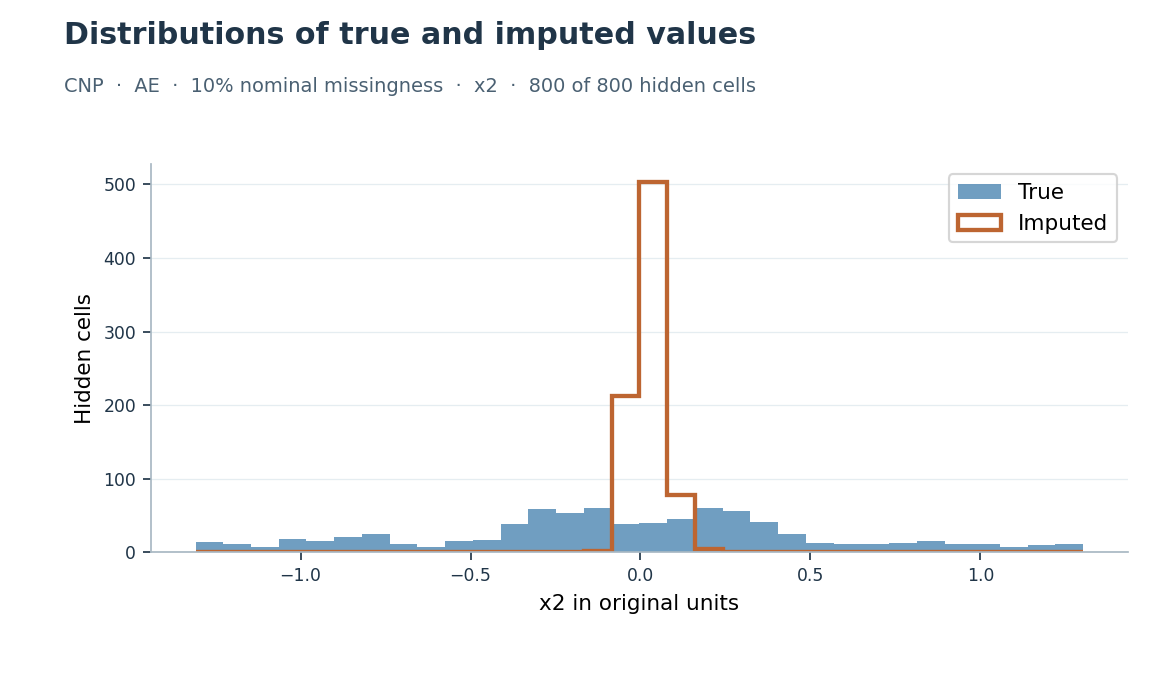 Distributions of true and imputed values
CNP · AE · 10% nominal missingness · x2 · 800 of 800 hidden cells
True
Imputed
Hidden cells
500
400
300
200
100
0
−1.0
−0.5
0.0
0.5
1.0
x2 in original units